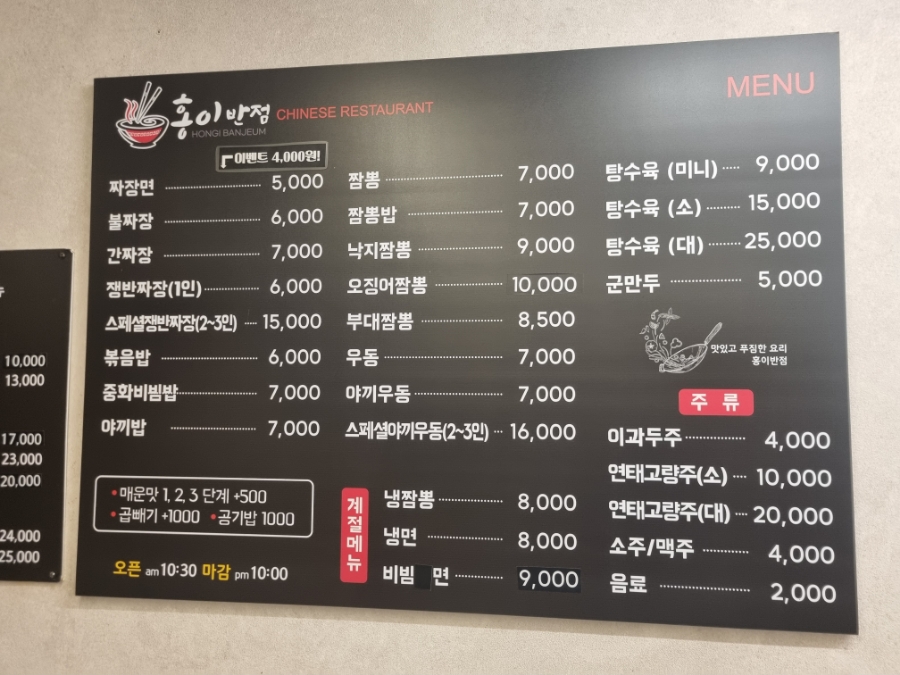 홍이반점 CHINESE RESTAURANT
HONGI BANJEUM
MENU
이벤트 4,000원!
짜장면 5,000
불짜장 6,000
간짜장 7,000
쟁반짜장(1인) 6,000
스페셜쟁반짜장(2~3인) 15,000
볶음밥 6,000
중화비빔밥 7,000
야끼밥 7,000
•매운맛 1, 2, 3 단계 +500
•곱빼기 +1000 •공기밥 1000
오픈 am 10:30 마감 pm 10:00
짬뽕 7,000
짬뽕밥 7,000
낙지짬뽕 9,000
오징어짬뽕 10,000
부대짬뽕 8,500
우동 7,000
야끼우동 7,000
스페셜야끼우동(2~3인) 16,000
계절메뉴
냉짬뽕 8,000
냉면 8,000
비빔 면 9,000
탕수육 (미니) 9,000
탕수육 (소) 15,000
탕수육 (대) 25,000
군만두 5,000
맛있고 푸짐한 요리
홍이반점
주 류
이과두주 4,000
연태고량주(소) 10,000
연태고량주(대) 20,000
소주/맥주 4,000
음료 2,000
10,000
13,000
17,000
23,000
20,000
24,000
25,000